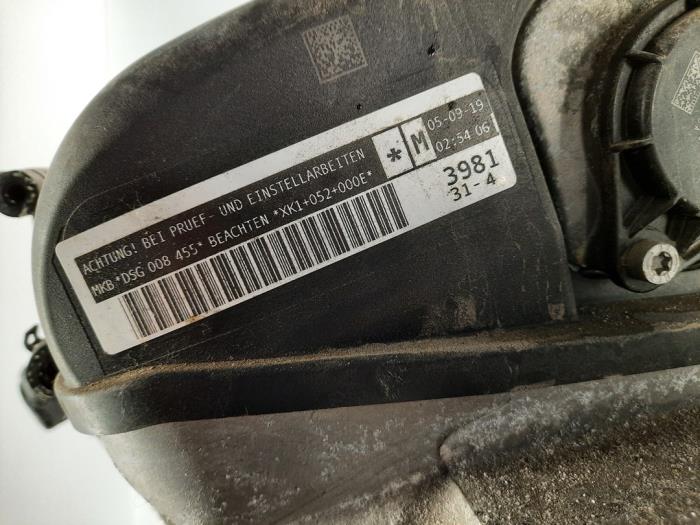 ACHTUNG! BEI PRUEF- UND EINSTELLARBEITEN
MKB *DSG 008 455* BEACHTEN *XK1+052+000E*
* M
05-09-19
02:54 06
3981
31-4